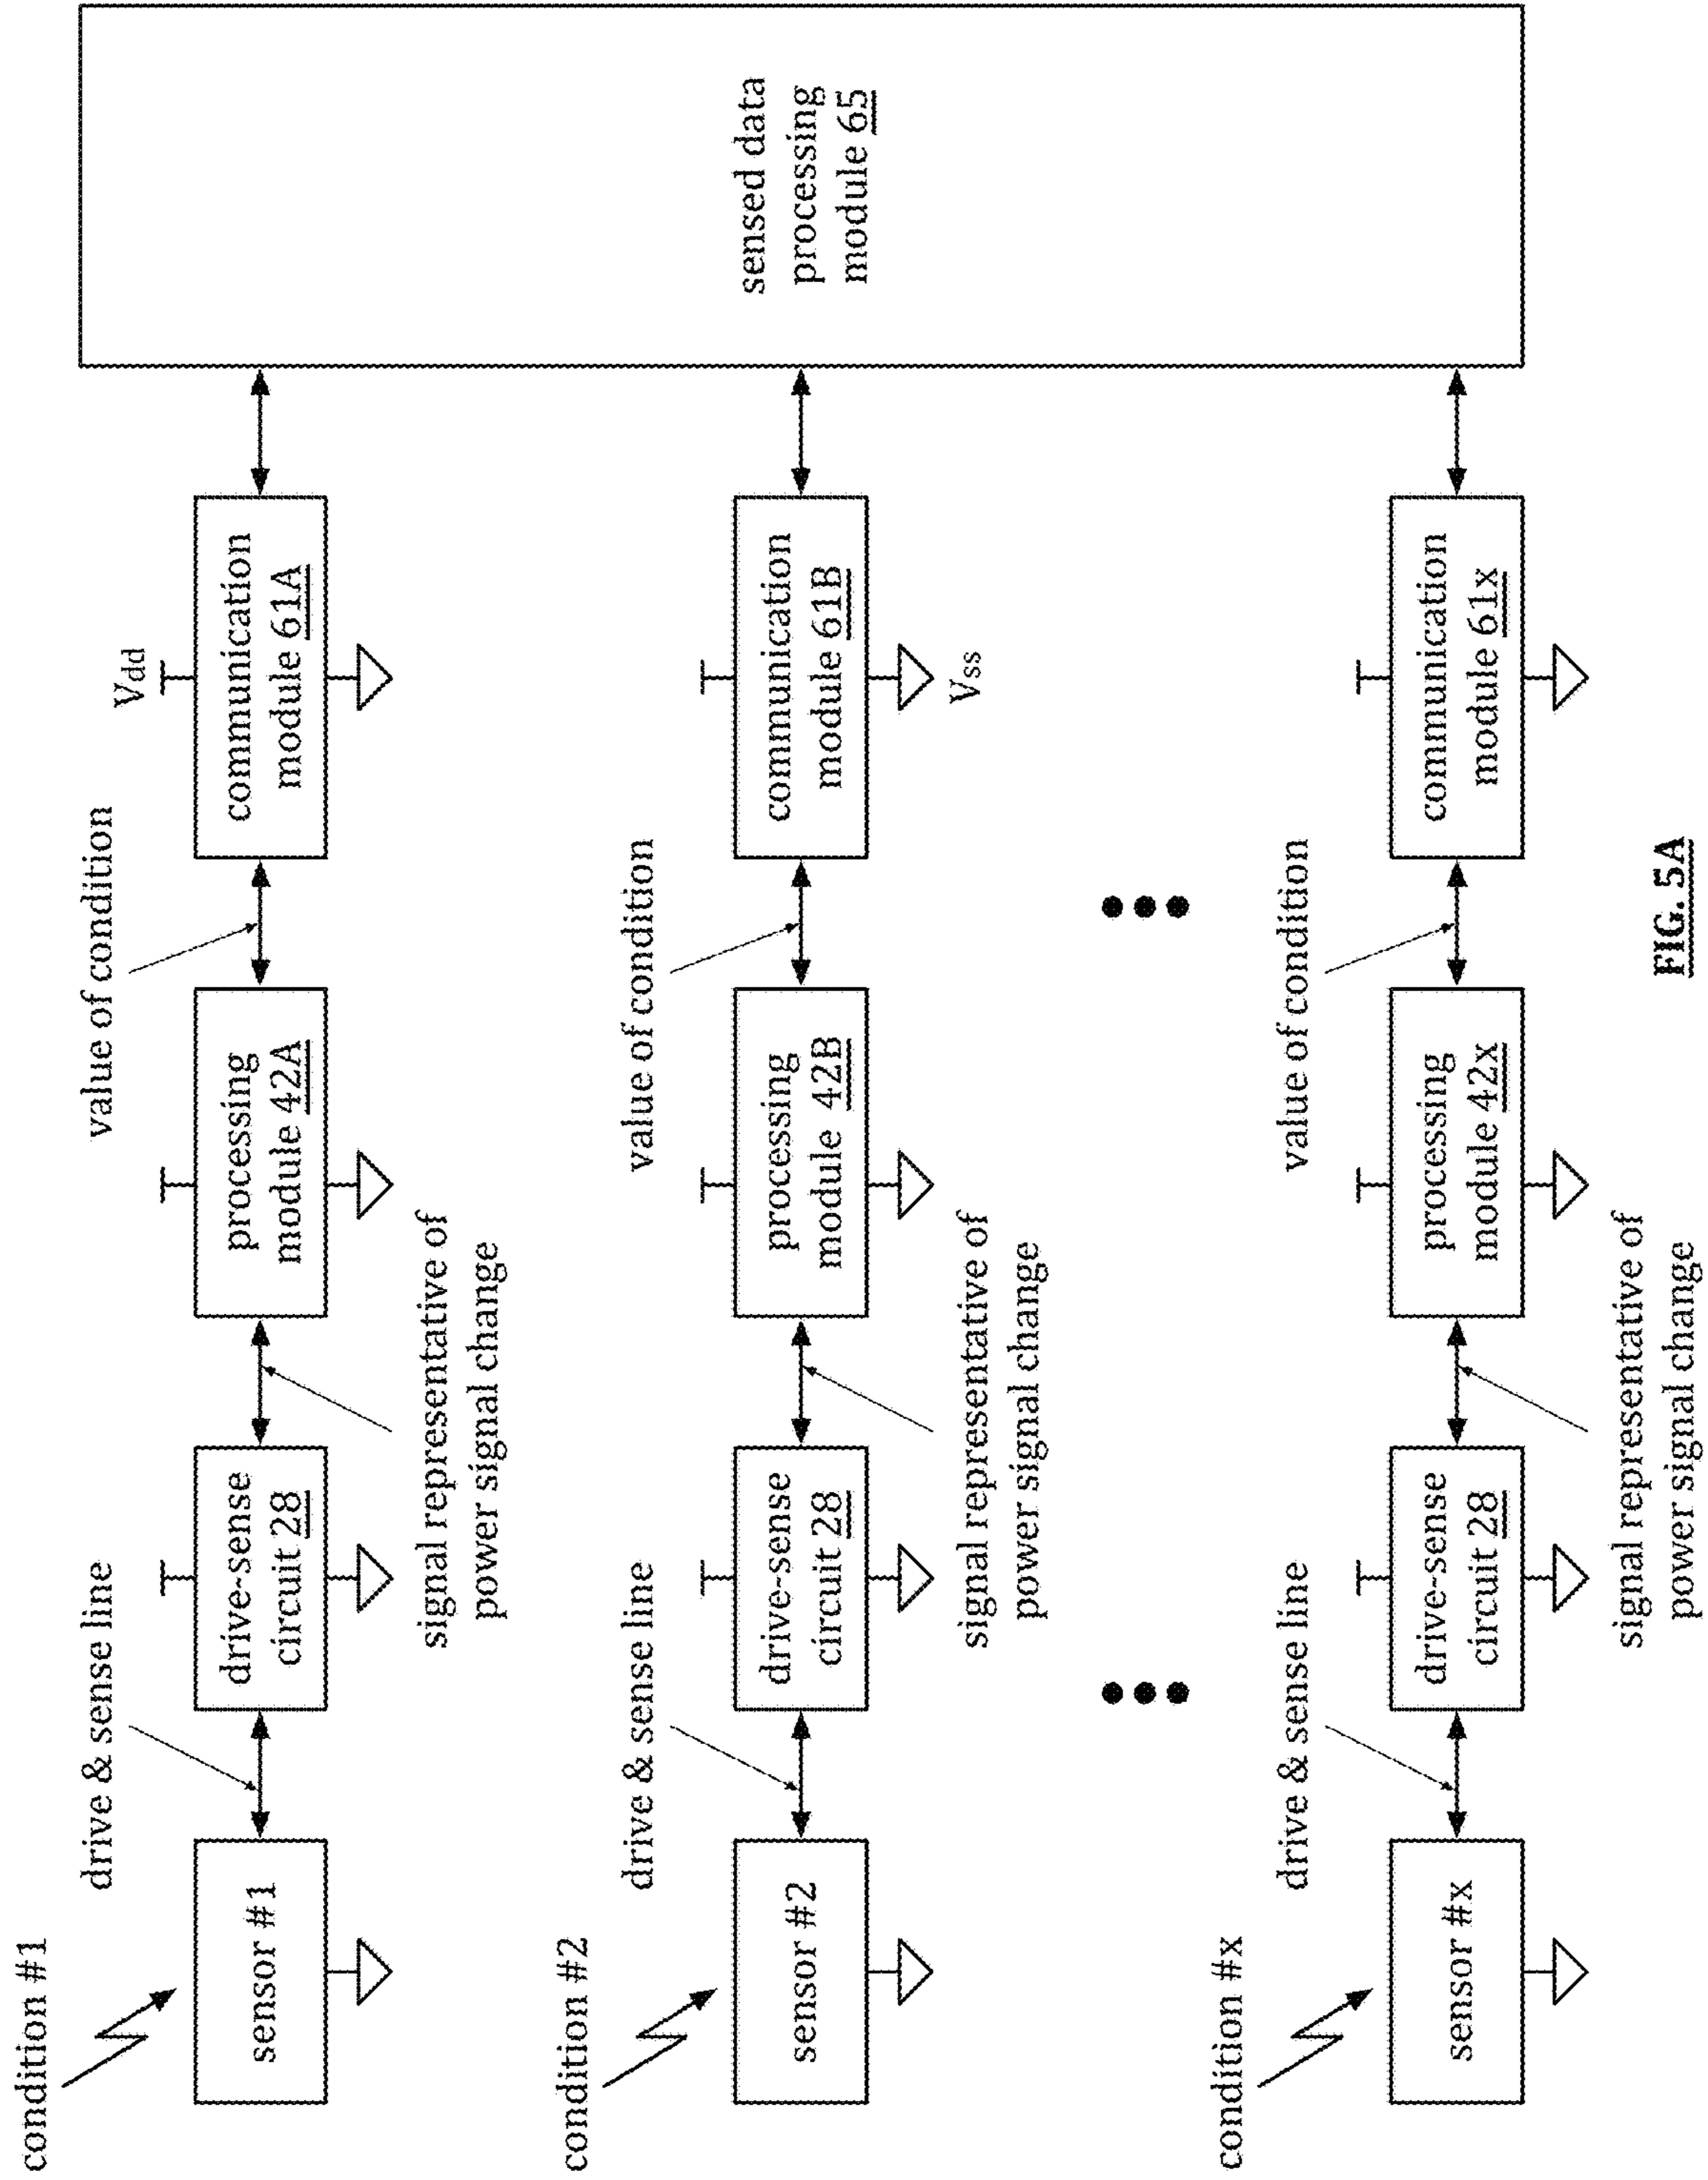 condition #1
drive & sense line
value of condition
Vdd
sensor #1
drive-sense
circuit 28
processing
module 42A
communication
module 61A
signal representative of
power signal change
sensed data
processing
module 65
condition #2
drive & sense line
value of condition
sensor #2
drive-sense
circuit 28
processing
module 42B
communication
module 61B
Vss
signal representative of
power signal change
condition #x
drive & sense line
value of condition
sensor #x
drive-sense
circuit 28
processing
module 42x
communication
module 61x
signal representative of
power signal change
FIG. 5A